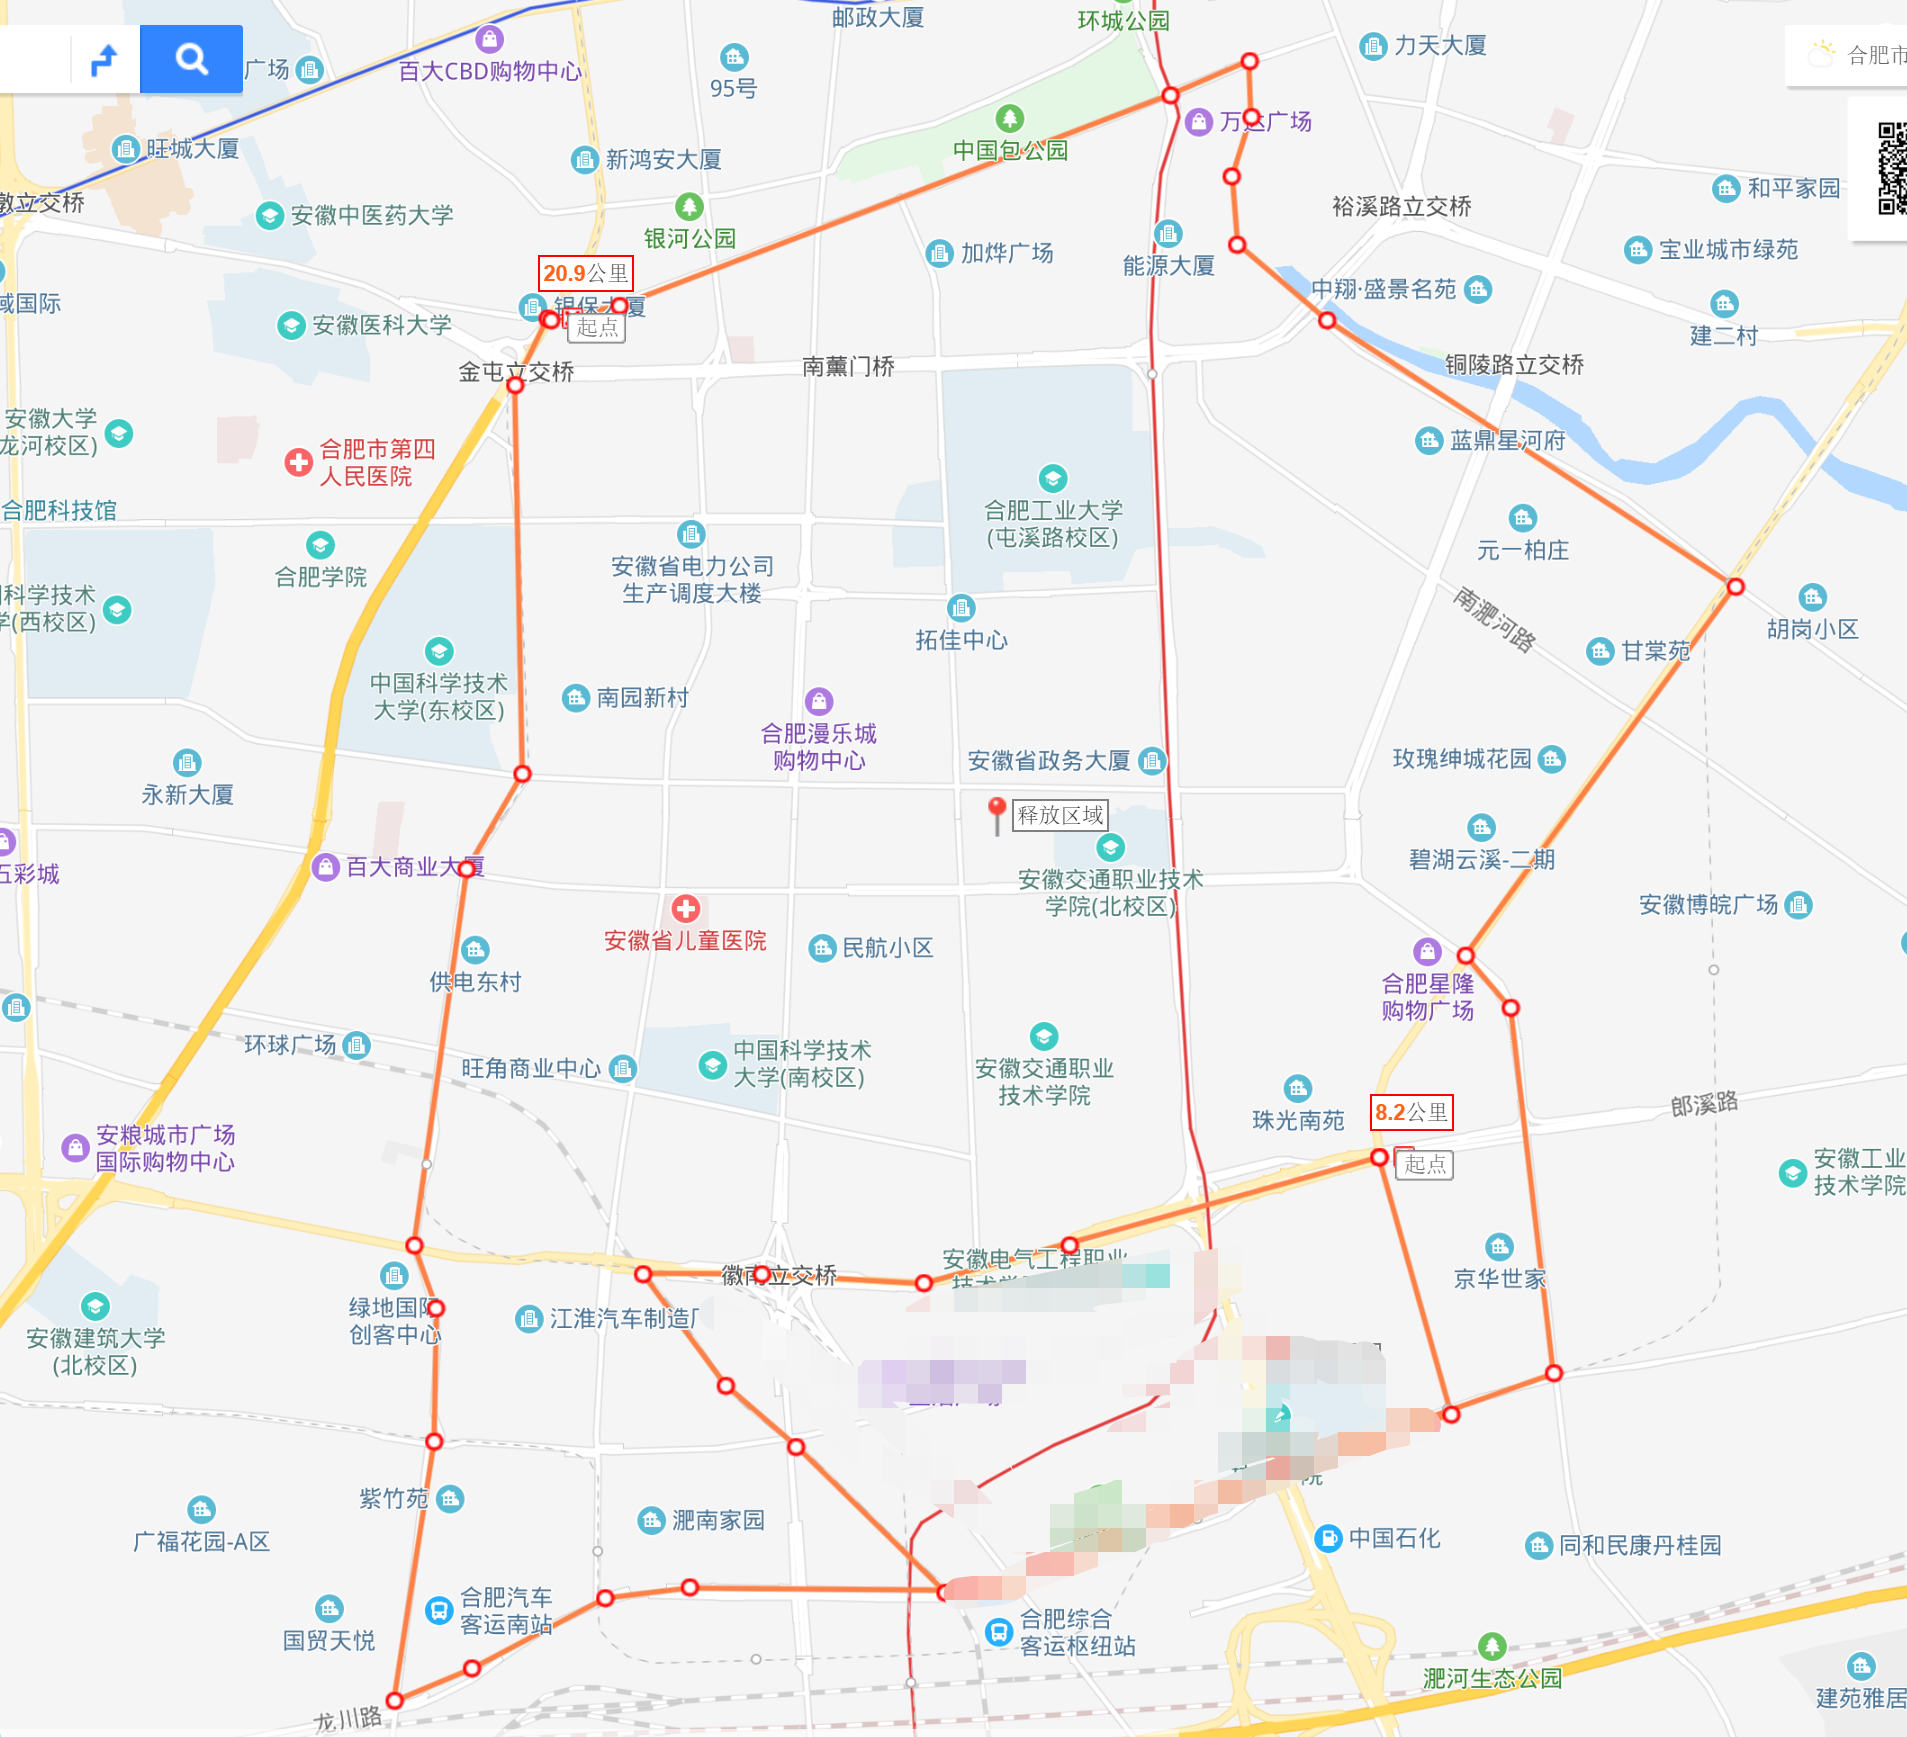 邮政大厦
环城公园
力天大厦
合肥市
广场
百大CBD购物中心
95号
万达广场
旺城大厦
新鸿安大厦
中国包公园
和平家园
徽立交桥
安徽中医药大学
银河公园
裕溪路立交桥
加烨广场
能源大厦
宝业城市绿苑
20.9公里
域国际
银保大厦
起点
中翔·盛景名苑
安徽医科大学
建二村
金屯立交桥
南薰门桥
铜陵路立交桥
安徽大学
龙河校区)
合肥市第四
人民医院
蓝鼎星河府
合肥科技馆
合肥工业大学
(屯溪路校区)
元一柏庄
合肥学院
安徽省电力公司
生产调度大楼
科学技术
学(西校区)
南淝河路
拓佳中心
胡岗小区
甘棠苑
中国科学技术
大学(东校区)
南园新村
合肥漫乐城
购物中心
安徽省政务大厦
玫瑰绅城花园
永新大厦
释放区域
百大商业大厦
五彩城
安徽交通职业技术
学院(北校区)
碧湖云溪-二期
安徽博皖广场
安徽省儿童医院
民航小区
供电东村
合肥星隆
购物广场
环球广场
旺角商业中心
中国科学技术
大学(南校区)
安徽交通职业
技术学院
珠光南苑
8.2公里
郎溪路
安粮城市广场
国际购物中心
起点
安徽工业
技术学院
安徽电气工程职业
徽南立交桥
京华世家
绿地国际
创客中心
江淮汽车制造厂
安徽建筑大学
(北校区)
紫竹苑
淝南家园
广福花园-A区
中国石化
同和民康丹桂园
合肥汽车
客运南站
国贸天悦
合肥综合
客运枢纽站
淝河生态公园
建苑雅居
龙川路